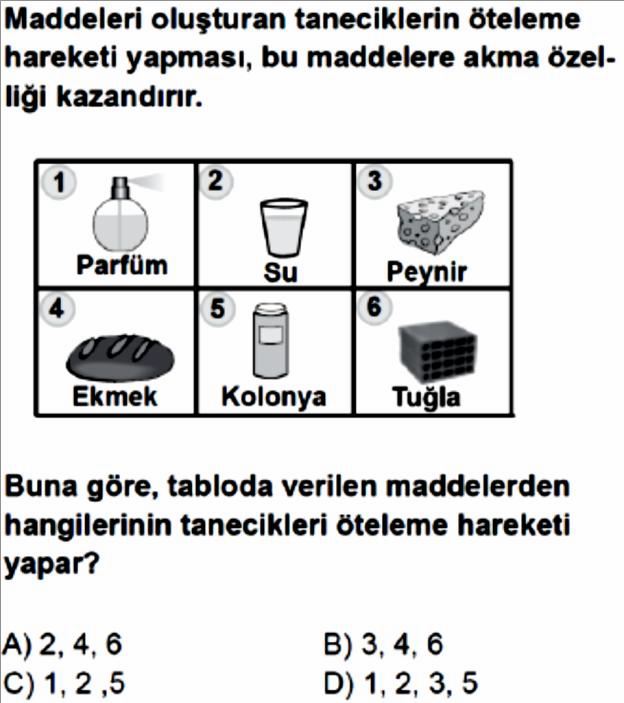 Maddeleri oluşturan taneciklerin öteleme
hareketi yapması, bu maddelere akma özel-
liği kazandırır.
1
2
3
Parfüm
Su
Peynir
4
5
6
Ekmek
Kolonya
Tuğla
Buna göre, tabloda verilen maddelerden
hangilerinin tanecikleri öteleme hareketi
yapar?
A) 2, 4, 6
B) 3, 4, 6
C) 1, 2 ,5
D) 1, 2, 3, 5